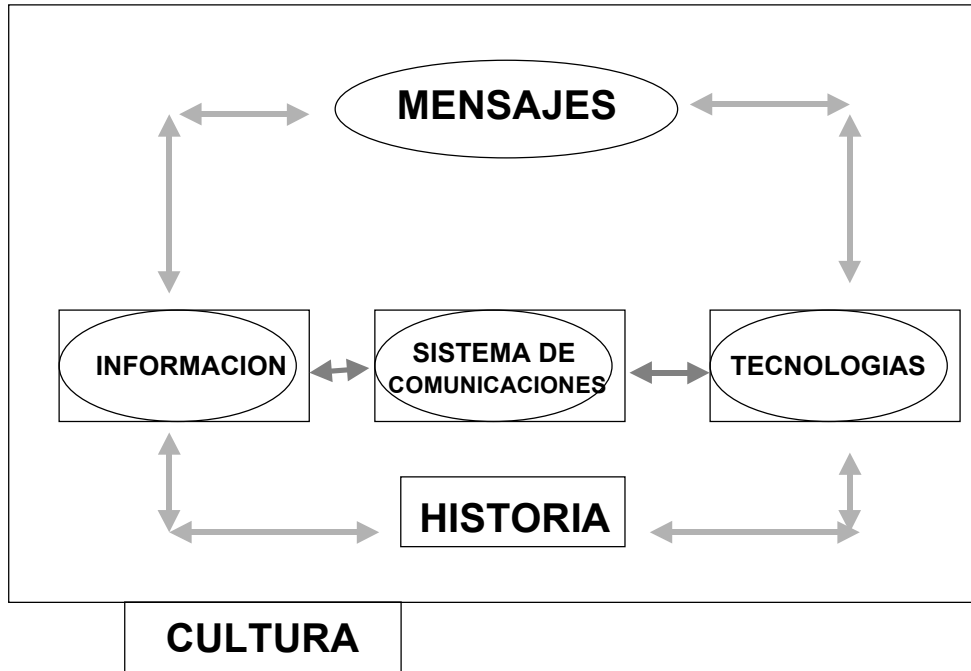 MENSAJES
INFORMACION
SISTEMA DE
COMUNICACIONES
TECNOLOGIAS
HISTORIA
CULTURA